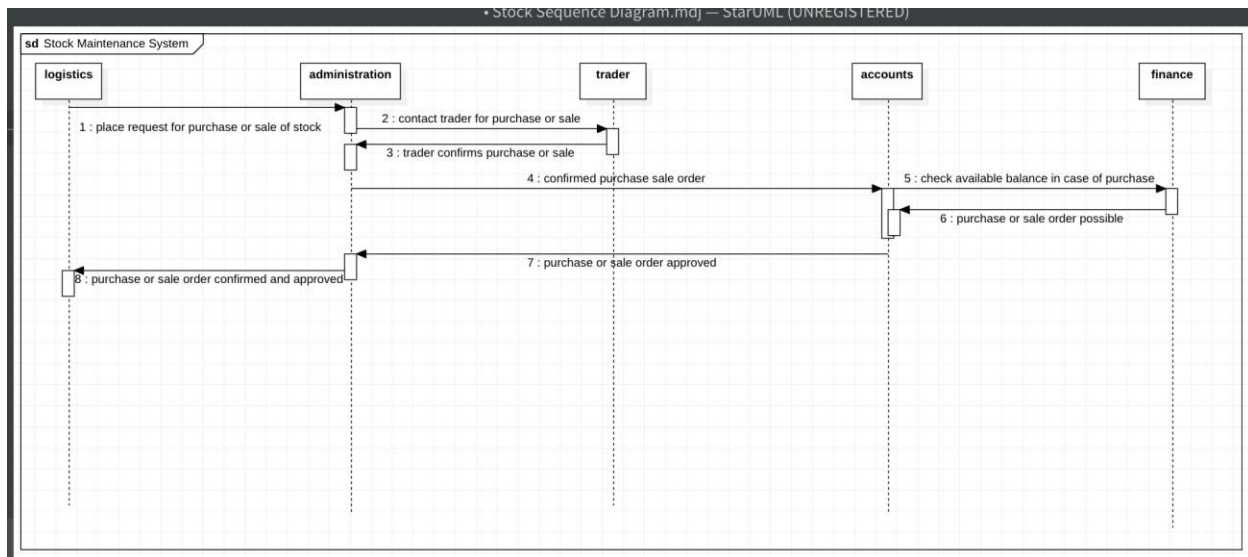 • Stock Sequence Diagram.mdj — StarUML (UNREGISTERED)
sd Stock Maintenance System
logistics
administration
trader
accounts
finance
1 : place request for purchase or sale of stock
2 : contact trader for purchase or sale
3 : trader confirms purchase or sale
4 : confirmed purchase sale order
5 : check available balance in case of purchase
6 : purchase or sale order possible
7 : purchase or sale order approved
8 : purchase or sale order confirmed and approved